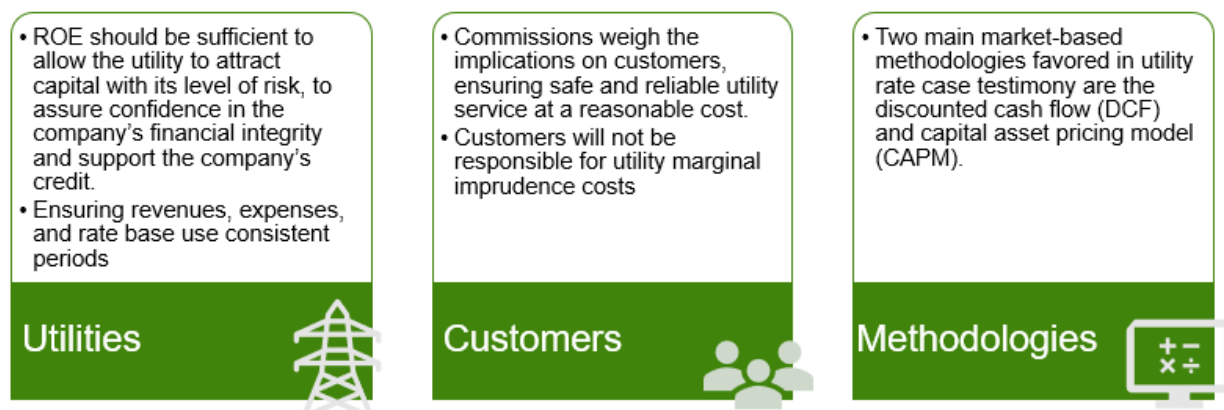 • ROE should be sufficient to
allow the utility to attract
capital with its level of risk, to
assure confidence in the
company’s financial integrity
and support the company’s
credit.
• Ensuring revenues, expenses,
and rate base use consistent
periods
Utilities
• Commissions weigh the
implications on customers,
ensuring safe and reliable utility
service at a reasonable cost.
• Customers will not be
responsible for utility marginal
imprudence costs
Customers
• Two main market-based
methodologies favored in utility
rate case testimony are the
discounted cash flow (DCF)
and capital asset pricing model
(CAPM).
Methodologies